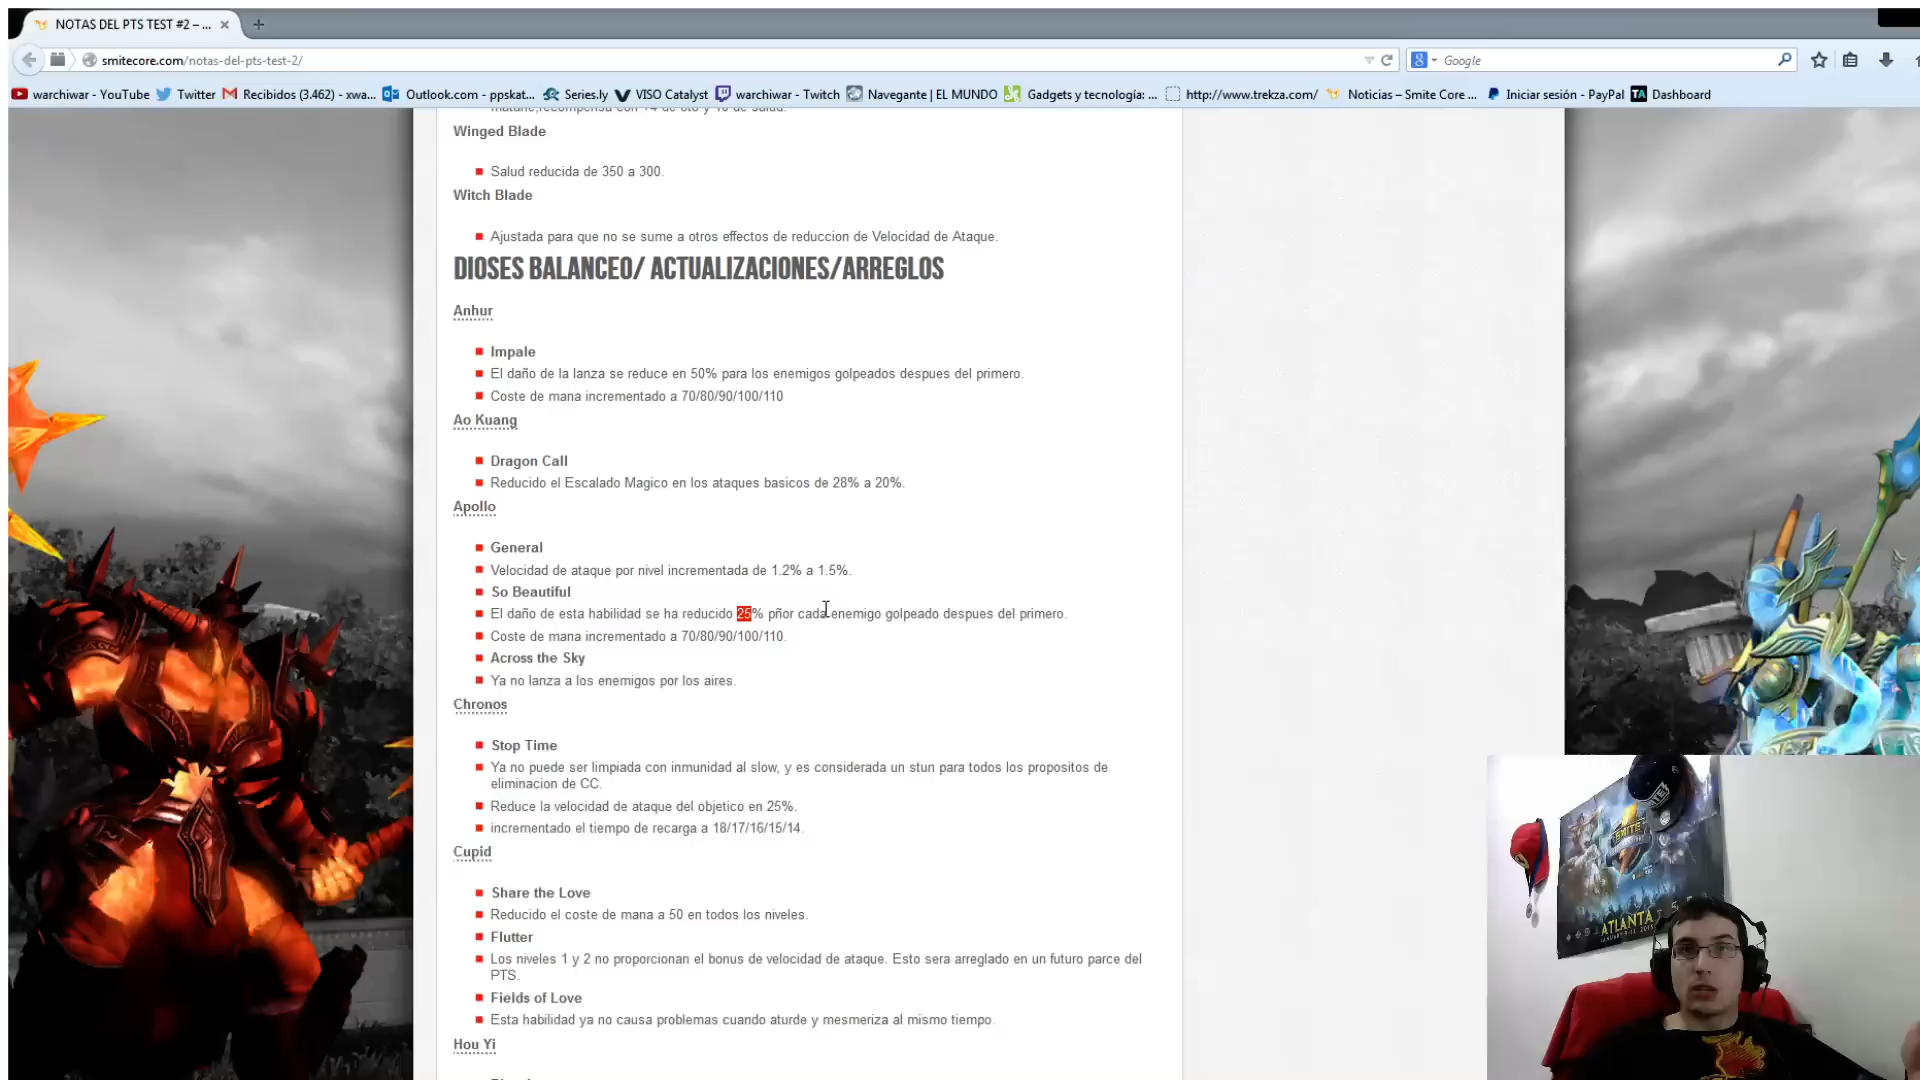 NOTAS DEL PTS TEST #2 – ...
smitecore.com/notas-del-pts-test-2/
Google
warchiwar - YouTube
Twitter
Recibidos (3.462) - xwa...
Outlook.com - ppskat...
Series.ly
VISO Catalyst
warchiwar - Twitch
Navegante | EL MUNDO
Gadgets y tecnología: ...
http://www.trekza.com/
Noticias – Smite Core ...
Iniciar sesión - PayPal
TA Dashboard
Winged Blade
Salud reducida de 350 a 300.
Witch Blade
Ajustada para que no se sume a otros effectos de reduccion de Velocidad de Ataque.
DIOSES BALANCEO/ ACTUALIZACIONES/ARREGLOS
Anhur
Impale
El daño de la lanza se reduce en 50% para los enemigos golpeados despues del primero.
Coste de mana incrementado a 70/80/90/100/110
Ao Kuang
Dragon Call
Reducido el Escalado Magico en los ataques basicos de 28% a 20%.
Apollo
General
Velocidad de ataque por nivel incrementada de 1.2% a 1.5%.
So Beautiful
El daño de esta habilidad se ha reducido 25% pñor cada enemigo golpeado despues del primero.
Coste de mana incrementado a 70/80/90/100/110.
Across the Sky
Ya no lanza a los enemigos por los aires.
Chronos
Stop Time
Ya no puede ser limpiada con inmunidad al slow, y es considerada un stun para todos los propositos de
eliminacion de CC.
Reduce la velocidad de ataque del objetico en 25%.
incrementado el tiempo de recarga a 18/17/16/15/14.
Cupid
Share the Love
Reducido el coste de mana a 50 en todos los niveles.
Flutter
Los niveles 1 y 2 no proporcionan el bonus de velocidad de ataque. Esto sera arreglado en un futuro parce del
PTS.
Fields of Love
Esta habilidad ya no causa problemas cuando aturde y mesmeriza al mismo tiempo.
Hou Yi
SMITE
ATLANTA